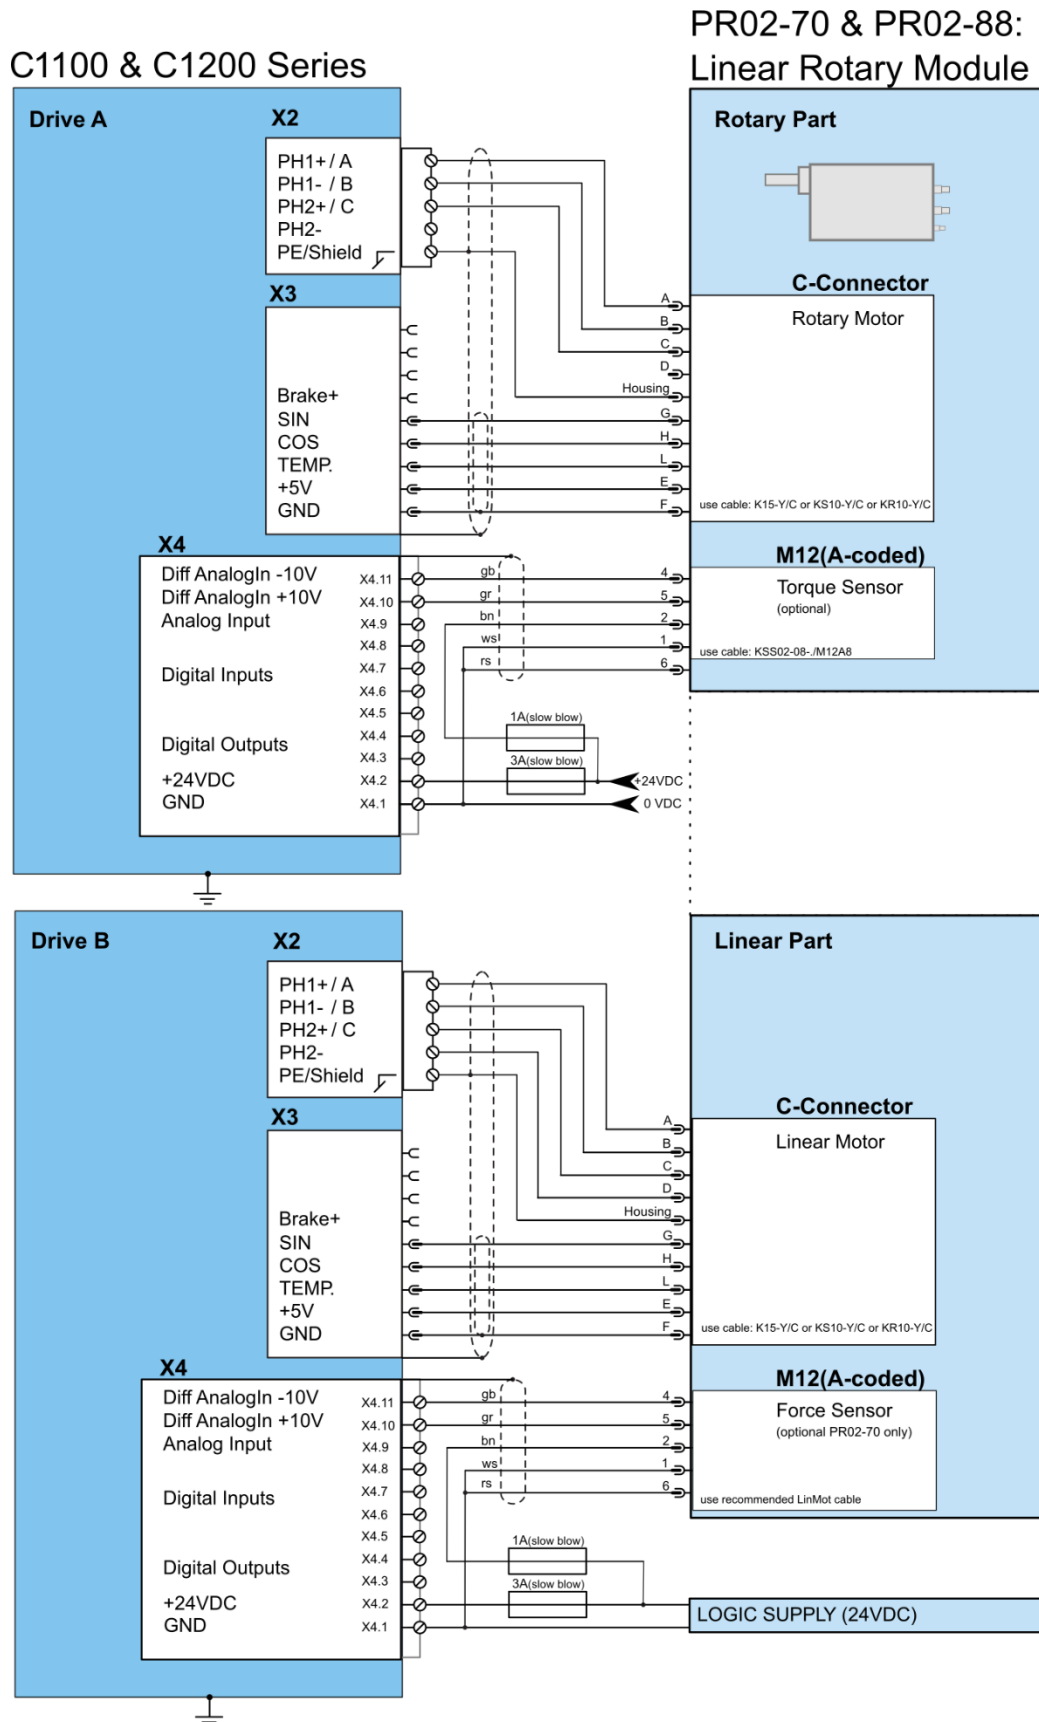 PR02-70 & PR02-88:
C1100 & C1200 Series
Linear Rotary Module
Drive A
X2
PH1+ / A
PH1- / B
PH2+ / C
PH2-
PE/Shield
X3
Brake+
SIN
COS
TEMP.
+5V
GND
X4
Diff AnalogIn -10V
Diff AnalogIn +10V
Analog Input
Digital Inputs
Digital Outputs
+24VDC
GND
X4.11
X4.10
X4.9
X4.8
X4.7
X4.6
X4.5
X4.4
X4.3
X4.2
X4.1
gb
gr
bn
ws
rs
1A(slow blow)
3A(slow blow)
+24VDC
0 VDC
A
B
C
D
Housing
G
H
L
E
F
4
5
2
1
6
Rotary Part
C-Connector
Rotary Motor
use cable: K15-Y/C or KS10-Y/C or KR10-Y/C
M12(A-coded)
Torque Sensor
(optional)
use cable: KSS02-08-./M12A8
Drive B
X2
PH1+ / A
PH1- / B
PH2+ / C
PH2-
PE/Shield
X3
Brake+
SIN
COS
TEMP.
+5V
GND
X4
Diff AnalogIn -10V
Diff AnalogIn +10V
Analog Input
Digital Inputs
Digital Outputs
+24VDC
GND
X4.11
X4.10
X4.9
X4.8
X4.7
X4.6
X4.5
X4.4
X4.3
X4.2
X4.1
gb
gr
bn
ws
rs
1A(slow blow)
3A(slow blow)
A
B
C
D
Housing
G
H
L
E
F
4
5
2
1
6
Linear Part
C-Connector
Linear Motor
use cable: K15-Y/C or KS10-Y/C or KR10-Y/C
M12(A-coded)
Force Sensor
(optional PR02-70 only)
use recommended LinMot cable
LOGIC SUPPLY (24VDC)